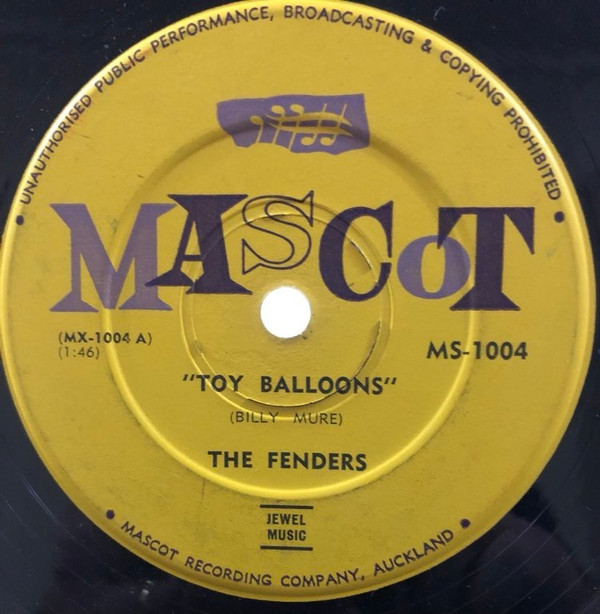 UNAUTHORISED PUBLIC PERFORMANCE, BROADCASTING & COPYING PROHIBITED
MASCOT
(MX-1004 A)
(1:46)
MS-1004
"TOY BALLOONS"
(BILLY MURE)
THE FENDERS
JEWEL
MUSIC
MASCOT RECORDING COMPANY, AUCKLAND